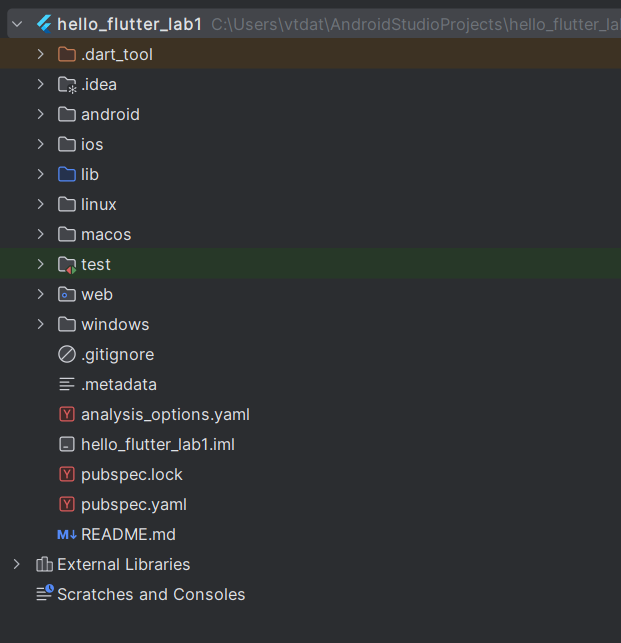 hello_flutter_lab1 C:\Users\vtdat\AndroidStudioProjects\hello_flutter_la
.dart_tool
.idea
android
ios
lib
linux
macos
test
web
windows
.gitignore
.metadata
Y analysis_options.yaml
hello_flutter_lab1.iml
Y pubspec.lock
Y pubspec.yaml
M↓ README.md
External Libraries
Scratches and Consoles